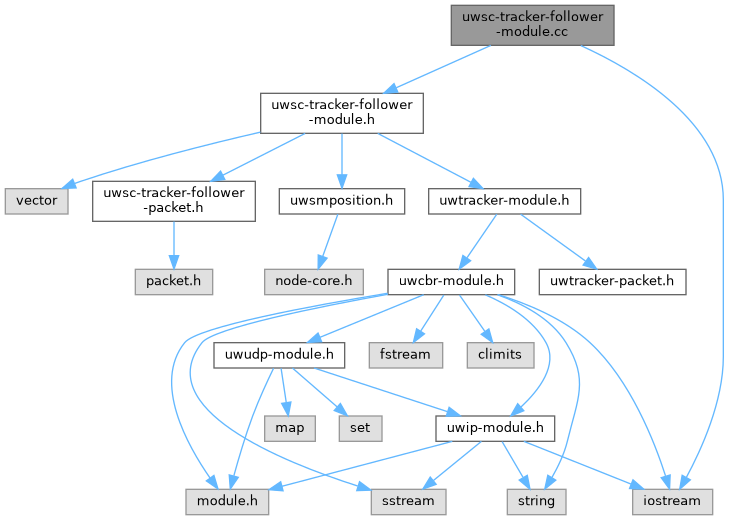 uwsc-tracker-follower
-module.cc
uwsc-tracker-follower
-module.h
vector
uwsc-tracker-follower
-packet.h
uwsmposition.h
uwtracker-module.h
packet.h
node-core.h
uwcbr-module.h
uwtracker-packet.h
uwudp-module.h
fstream
climits
map
set
uwip-module.h
module.h
sstream
string
iostream